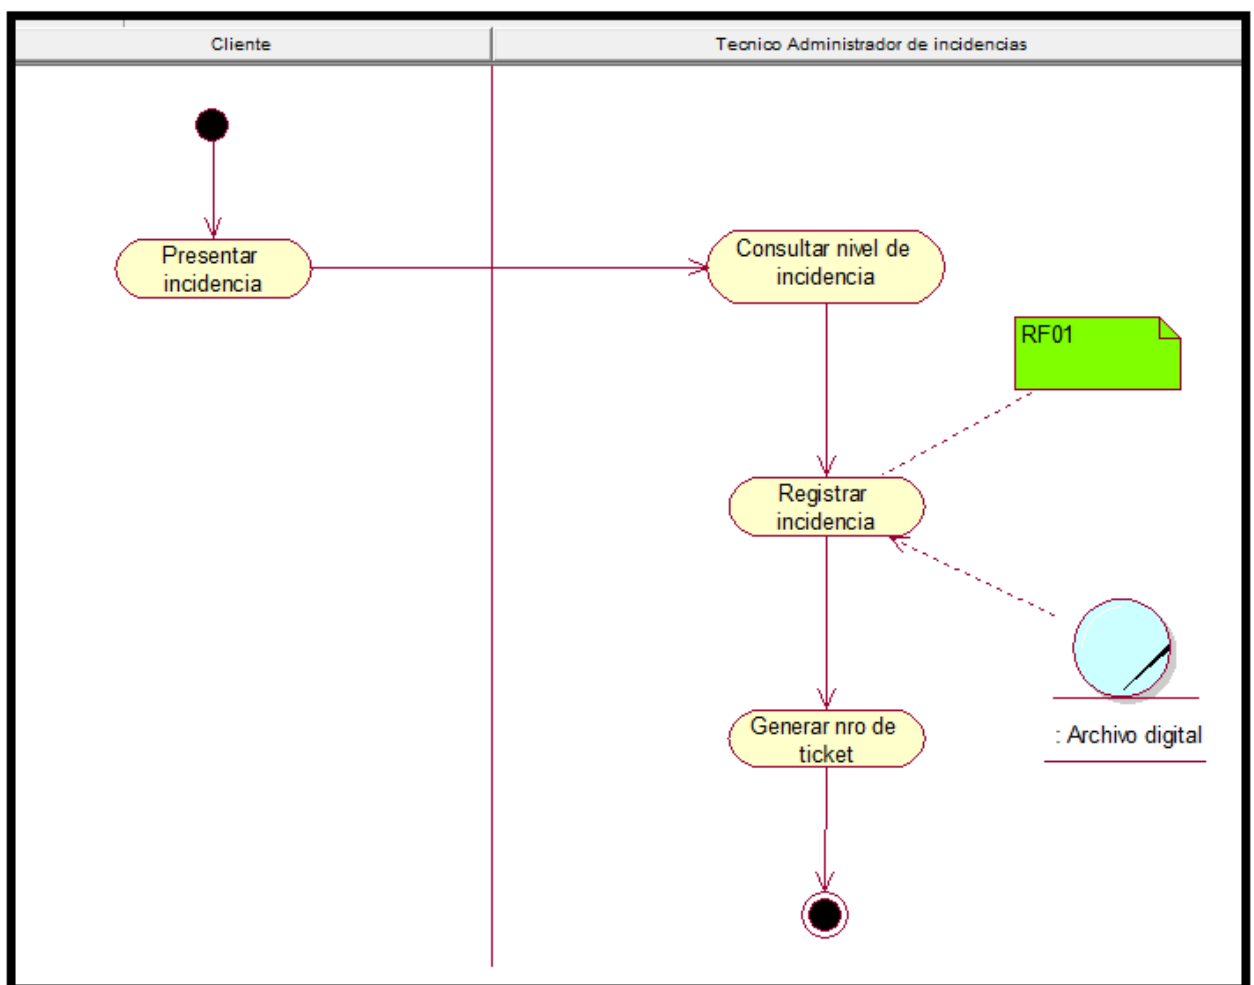 Cliente
Tecnico Administrador de incidencias
Presentar
incidencia
Consultar nivel de
incidencia
RF01
Registrar
incidencia
Generar nro de
ticket
: Archivo digital